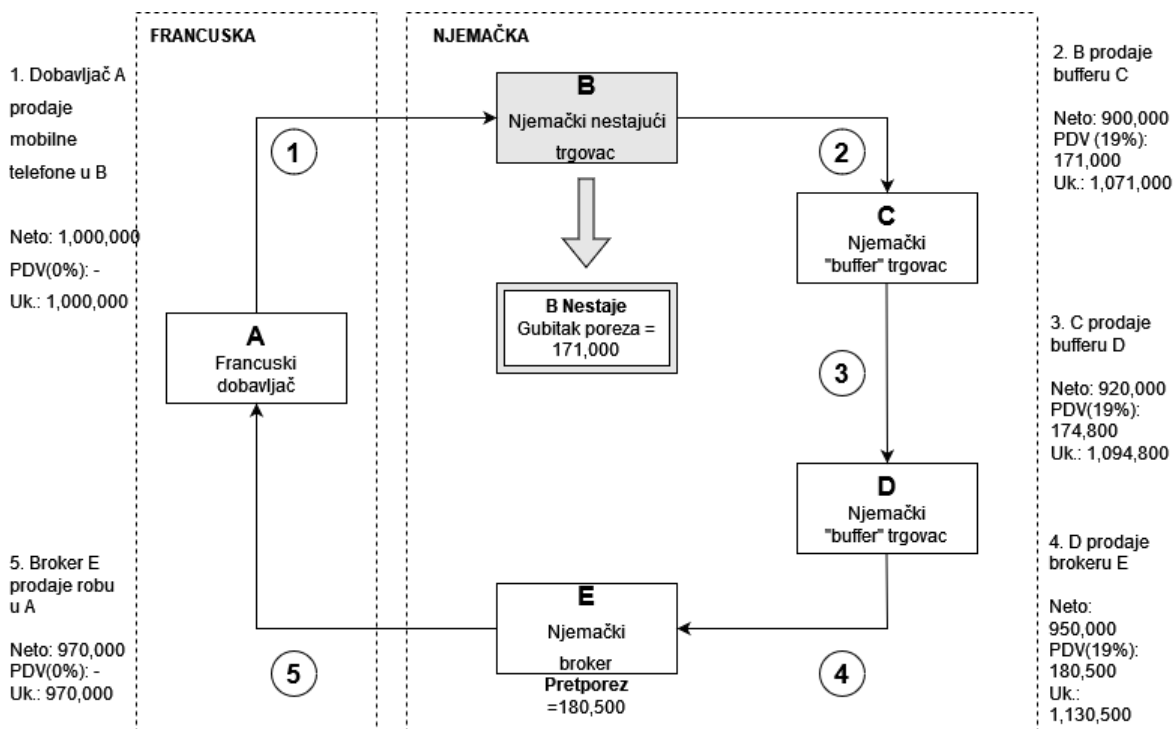 FRANCUSKA
NJEMAČKA
1. Dobavljač A
prodaje
mobilne
telefone u B
Neto: 1,000,000
PDV(0%): -
Uk.: 1,000,000
1
B
Njemački nestajući
trgovac
2
2. B prodaje
bufferu C
Neto: 900,000
PDV (19%):
171,000
Uk.: 1,071,000
C
Njemački
"buffer" trgovac
B Nestaje
Gubitak poreza =
171,000
A
Francuski
dobavljač
3
3. C prodaje
bufferu D
Neto: 920,000
PDV(19%):
174,800
Uk.: 1,094,800
D
Njemački
"buffer" trgovac
4. D prodaje
brokeru E
Neto:
950,000
PDV(19%):
180,500
Uk.:
1,130,500
4
E
Njemački
broker
Pretporez
=180,500
5
5. Broker E
prodaje robu
u A
Neto: 970,000
PDV(0%): -
Uk.: 970,000